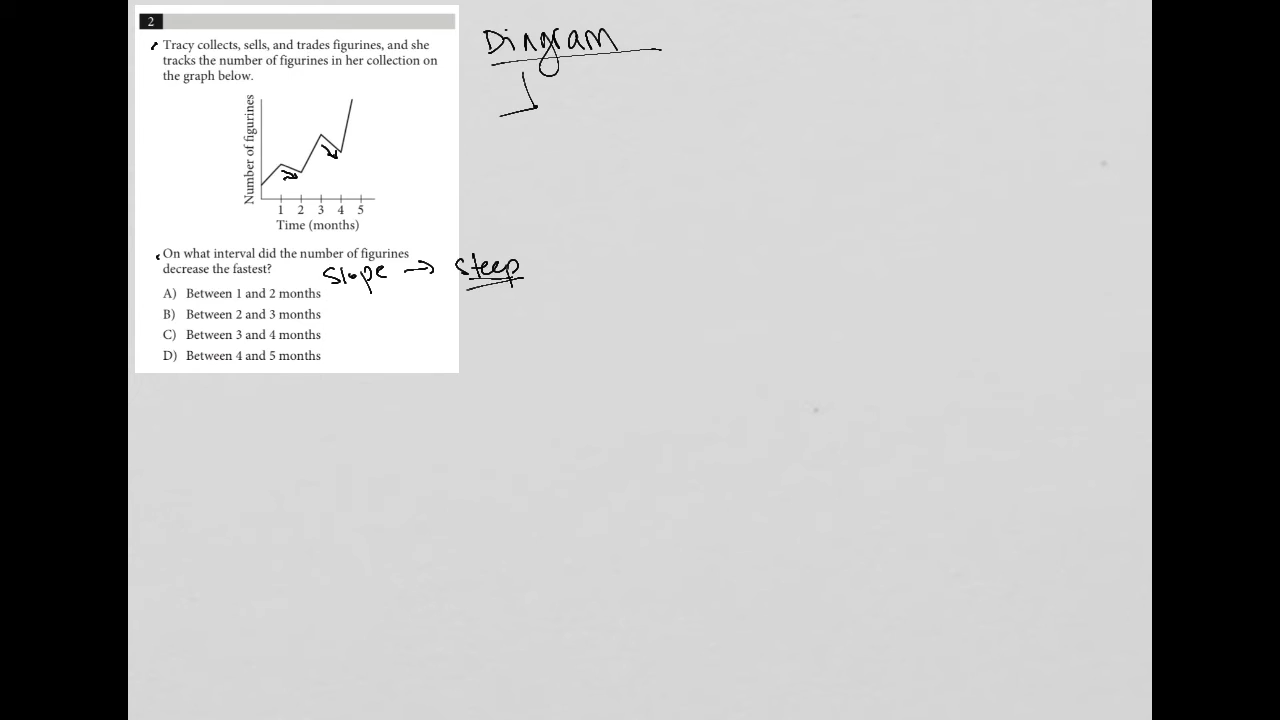 2
Tracy collects, sells, and trades figurines, and she
tracks the number of figurines in her collection on
the graph below.
Number of figurines
1 2 3 4 5
Time (months)
On what interval did the number of figurines
decrease the fastest?
A) Between 1 and 2 months
B) Between 2 and 3 months
C) Between 3 and 4 months
D) Between 4 and 5 months
Diagram
Slope → steep